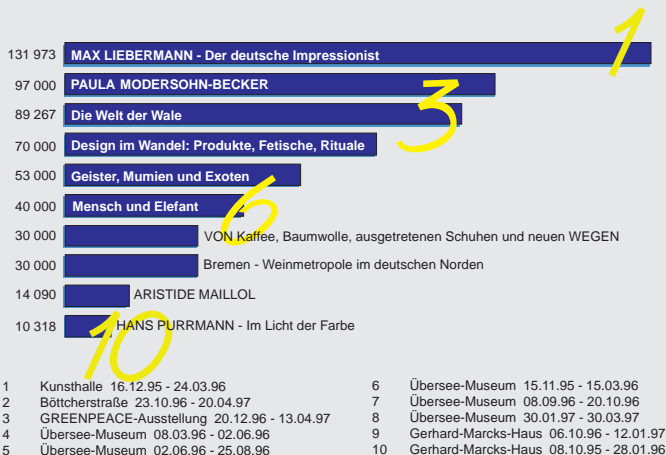 1
131 973 MAX LIEBERMANN - Der deutsche Impressionist
97 000 PAULA MODERSOHN-BECKER
3
89 267 Die Welt der Wale
70 000 Design im Wandel: Produkte, Fetische, Rituale
53 000 Geister, Mumien und Exoten
40 000 Mensch und Elefant
6
30 000 VON Kaffee, Baumwolle, ausgetretenen Schuhen und neuen WEGEN
30 000 Bremen - Weinmetropole im deutschen Norden
14 090 ARISTIDE MAILLOL
10 318 HANS PURRMANN - Im Licht der Farbe
10
1 Kunsthalle 16.12.95 - 24.03.96
2 Böttcherstraße 23.10.96 - 20.04.97
3 GREENPEACE-Ausstellung 20.12.96 - 13.04.97
4 Übersee-Museum 08.03.96 - 02.06.96
5 Übersee-Museum 02.06.96 - 25.08.96
6 Übersee-Museum 15.11.95 - 15.03.96
7 Übersee-Museum 08.09.96 - 20.10.96
8 Übersee-Museum 30.01.97 - 30.03.97
9 Gerhard-Marcks-Haus 06.10.96 - 12.01.97
10 Gerhard-Marcks-Haus 08.10.95 - 28.01.96